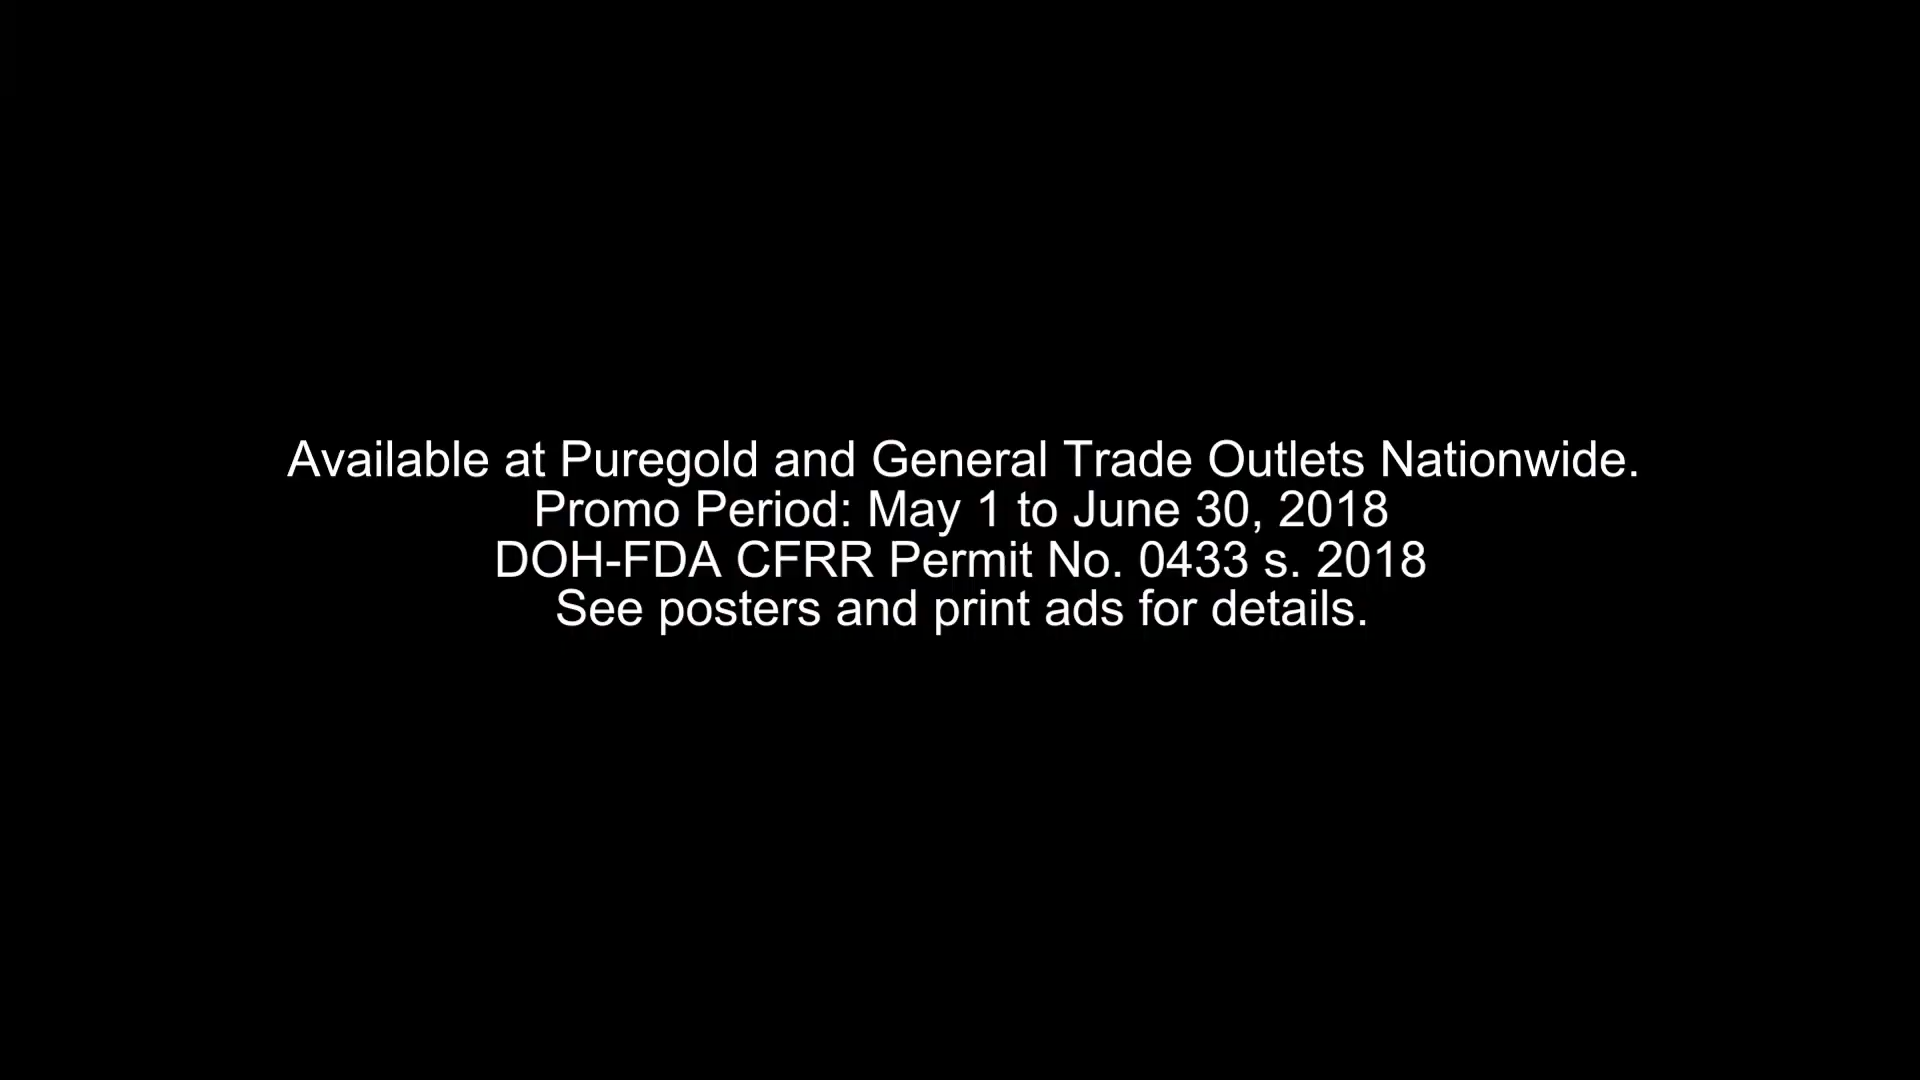 Available at Puregold and General Trade Outlets Nationwide.
Promo Period: May 1 to June 30, 2018
DOH-FDA CFRR Permit No. 0433 s. 2018
See posters and print ads for details.